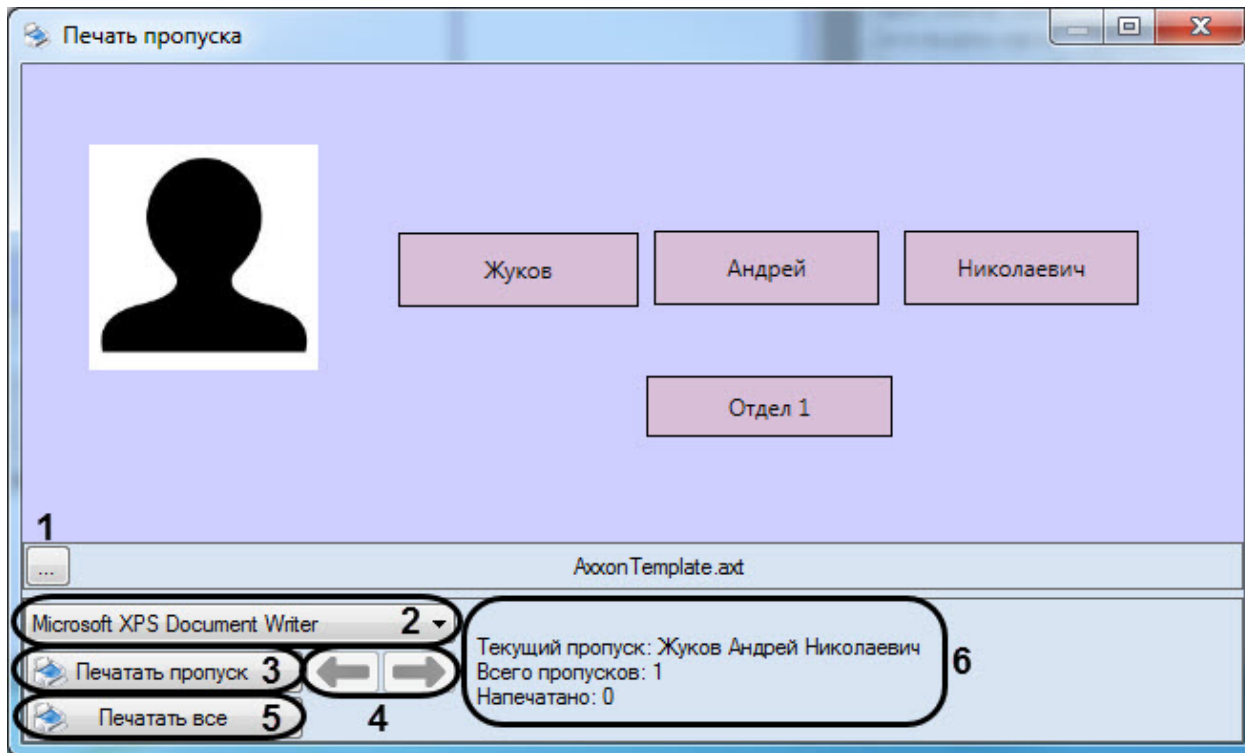 Печать пропуска
Жуков Андрей Николаевич
Отдел 1
1
... AxxonTemplate.axt
Microsoft XPS Document Writer 2
Печатать пропуск 3
Печатать все 5
4
Текущий пропуск: Жуков Андрей Николаевич
Всего пропусков: 1
Напечатано: 0
6